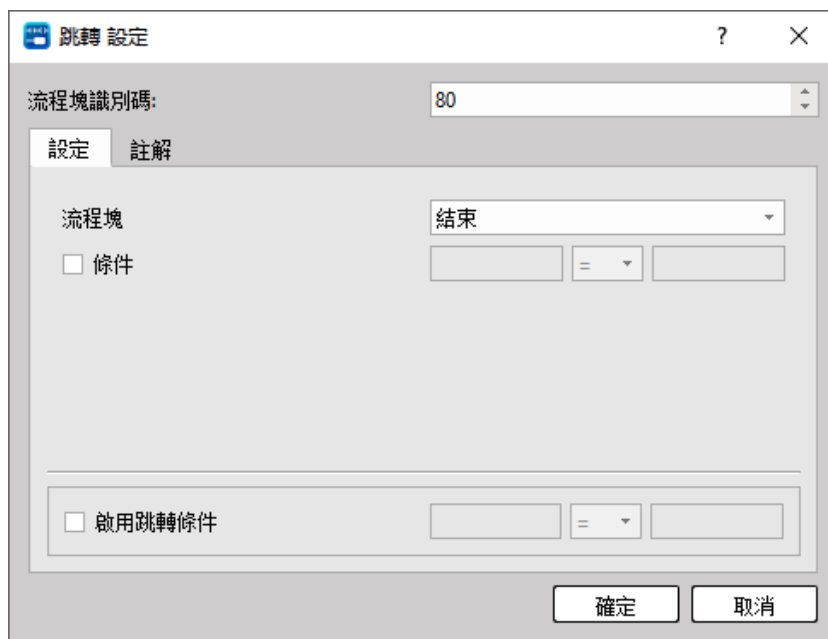 跳轉 設定
?
流程塊識別碼: 80
設定 註解
流程塊 結束
條件 =
啟用跳轉條件 =
確定 取消